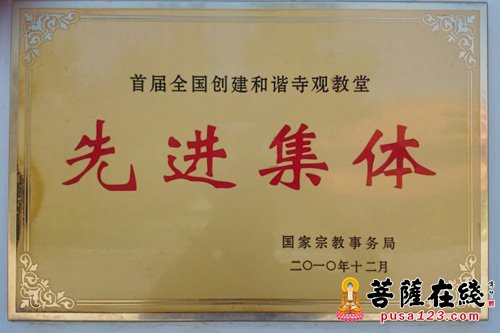 首届全国创建和谐寺观教堂
先进集体
国家宗教事务局
二〇一〇年十二月
菩薩在綫
pusa123.com